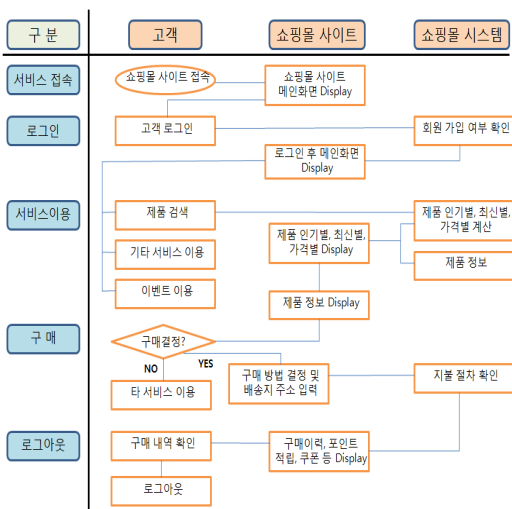 구 분
고객
쇼핑몰 사이트
쇼핑몰 시스템
서비스 접속
쇼핑몰 사이트 접속
쇼핑몰 사이트
메인화면 Display
로그인
고객 로그인
회원 가입 여부 확인
로그인 후 메인화면
Display
서비스이용
제품 검색
제품 인기별, 최신별,
가격별 계산
제품 인기별, 최신별,
가격별 Display
기타 서비스 이용
제품 정보
이벤트 이용
제품 정보 Display
구 매
구매결정?
NO
YES
타 서비스 이용
구매 방법 결정 및
배송지 주소 입력
지불 절차 확인
로그아웃
구매 내역 확인
구매이력, 포인트
적립, 쿠폰 등 Display
로그아웃